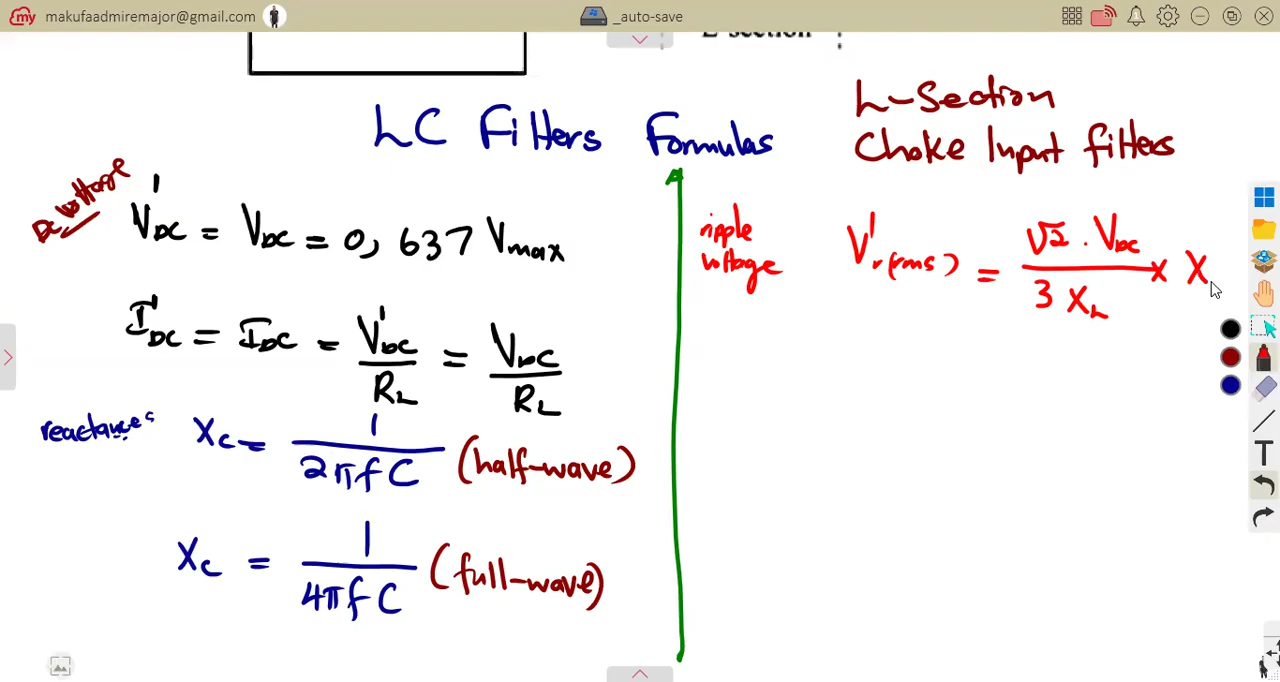 my makufaadmiremajor@gmail.com _auto-save
LC Filters Formulas
L-Section
Choke Input filters
DC voltage
V'DC = VDC = 0,637 Vmax
I'DC = IDC = V'DC/RL = VDC/RL
reactances
XC = 1/2πfC (half-wave)
XC = 1/4πfC (full-wave)
ripple
voltage
V'r(rms) = √2 . VDC/3 XL × X
T